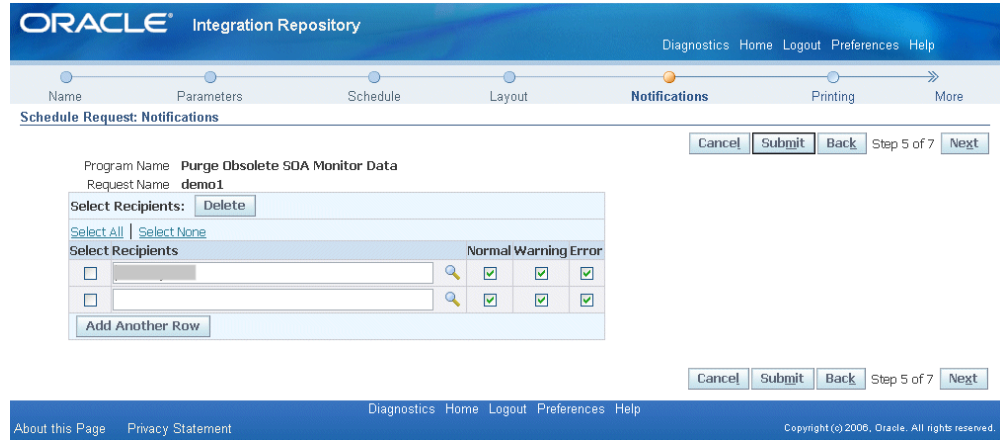 ORACLE® Integration Repository
Diagnostics Home Logout Preferences Help
Name Parameters Schedule Layout Notifications Printing More
Schedule Request: Notifications
Cancel Submit Back Step 5 of 7 Next
Program Name Purge Obsolete SOA Monitor Data
Request Name demo1
Select Recipients: Delete
Select All | Select None
Select Recipients Normal Warning Error
Add Another Row
Cancel Submit Back Step 5 of 7 Next
Diagnostics Home Logout Preferences Help
About this Page Privacy Statement Copyright (c) 2006, Oracle. All rights reserved.